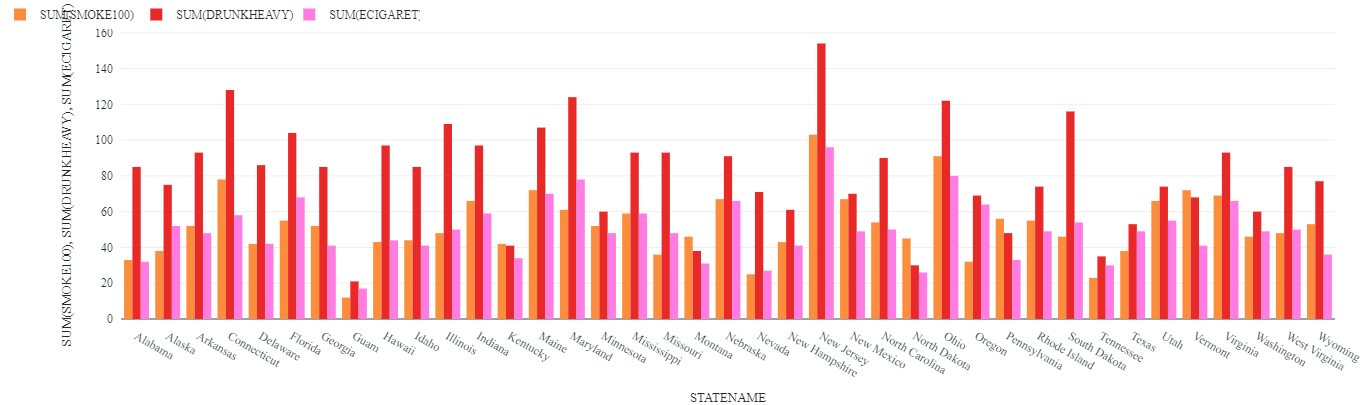 SUM(SMOKE100) SUM(DRUNKHEAVY) SUM(ECIGARET
SUM(SMOKE100), SUM(DRUNKHEAVY), SUM(ECIGARET)
160
140
120
100
80
60
40
20
0
Alabama
Alaska
Arkansas
Connecticut
Delaware
Florida
Georgia
Guam
Hawaii
Idaho
Illinois
Indiana
Kentucky
Maine
Maryland
Minnesota
Mississippi
Missouri
Montana
Nebraska
Nevada
New Hampshire
New Jersey
New Mexico
North Carolina
North Dakota
Ohio
Oregon
Pennsylvania
Rhode Island
South Dakota
Tennessee
Texas
Utah
Vermont
Virginia
Washington
West Virginia
Wyoming
STATENAME